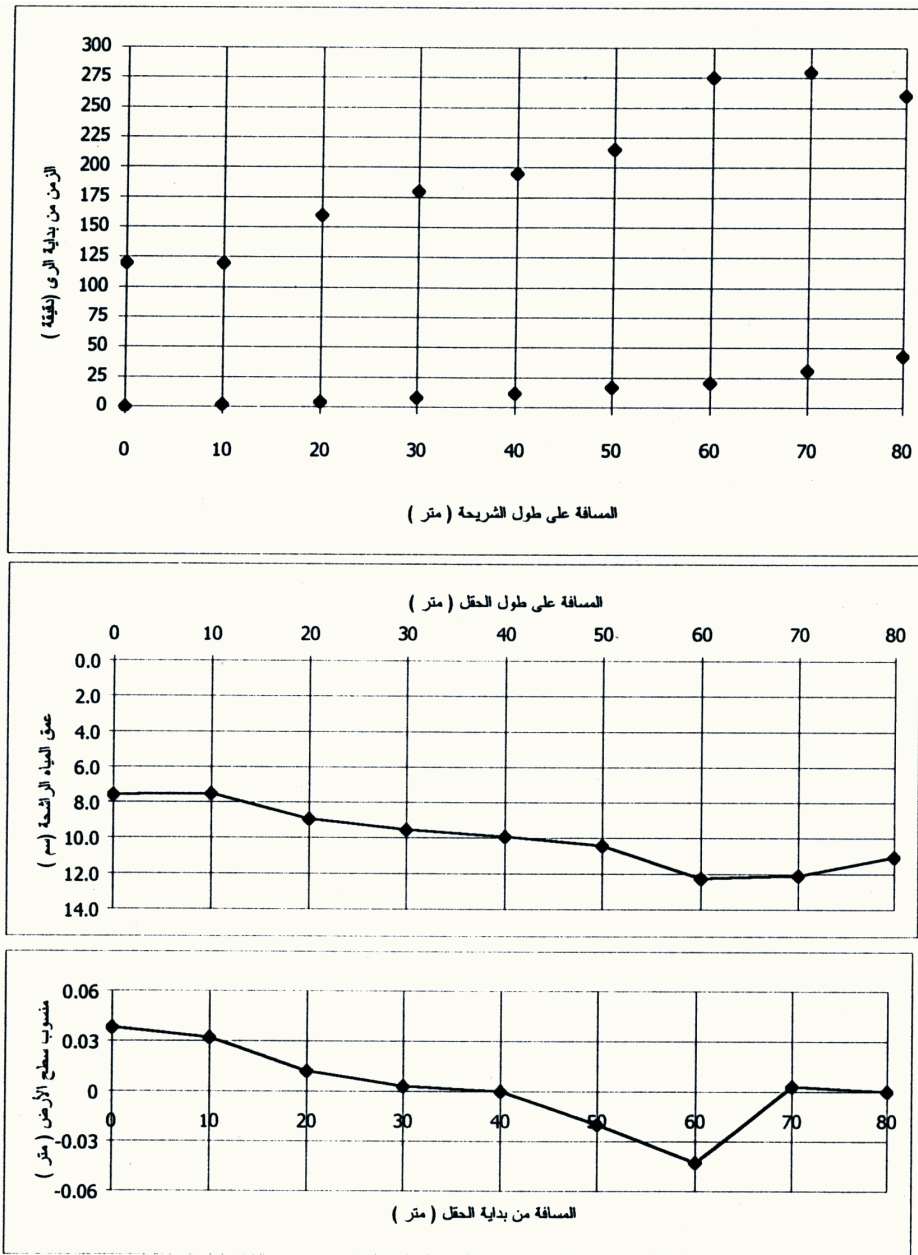 300
275
250
225
200
175
150
125
100
75
50
25
0
الزمن من بداية الرى (دقيقة )
0 10 20 30 40 50 60 70 80
المسافة على طول الشريحة ( متر )
المسافة على طول الحقل ( متر )
0 10 20 30 40 50 60 70 80
0.0
2.0
4.0
6.0
8.0
10.0
12.0
14.0
عمق المياه الراشحة (سم )
0.06
0.03
0
-0.03
-0.06
منسوب سطح الأرض ( متر )
0 10 20 30 40 50 60 70 80
المسافة من بداية الحقل ( متر )